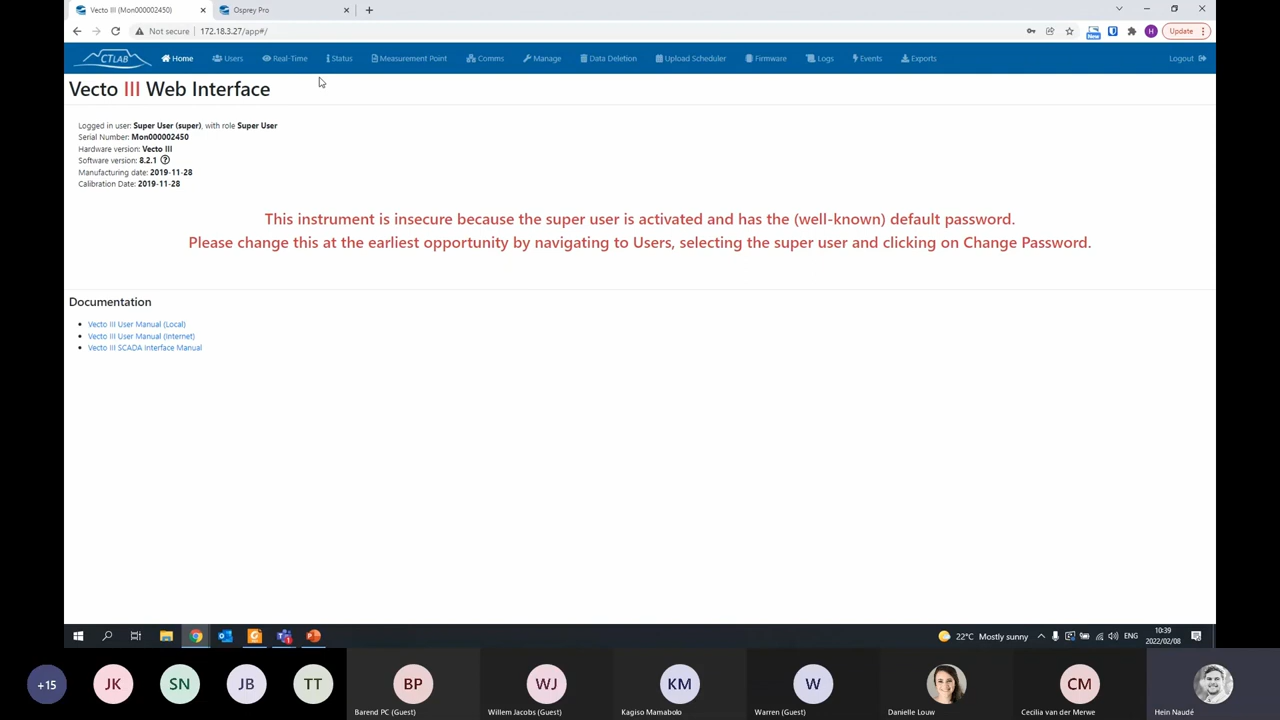 Vecto III (Mon000002450)
Osprey Pro
Not secure
172.18.3.27/app#/
New
H
Update
CTLAB
Home
Users
Real-Time
Status
Measurement Point
Comms
Manage
Data Deletion
Upload Scheduler
Firmware
Logs
Events
Exports
Logout
Vecto III Web Interface
Logged in user: Super User (super), with role Super User
Serial Number: Mon000002450
Hardware version: Vecto III
Software version: 8.2.1
Manufacturing date: 2019-11-28
Calibration Date: 2019-11-28
This instrument is insecure because the super user is activated and has the (well-known) default password.
Please change this at the earliest opportunity by navigating to Users, selecting the super user and clicking on Change Password.
Documentation
Vecto III User Manual (Local)
Vecto III User Manual (Internet)
Vecto III SCADA Interface Manual
22°C Mostly sunny
ENG
10:39
2022/02/08
+15
JK
SN
JB
TT
BP
WJ
KM
W
CM
Barend PC (Guest)
Willem Jacobs (Guest)
Kagiso Mamabolo
Warren (Guest)
Danielle Louw
Cecilia van der Merwe
Hein Naudé